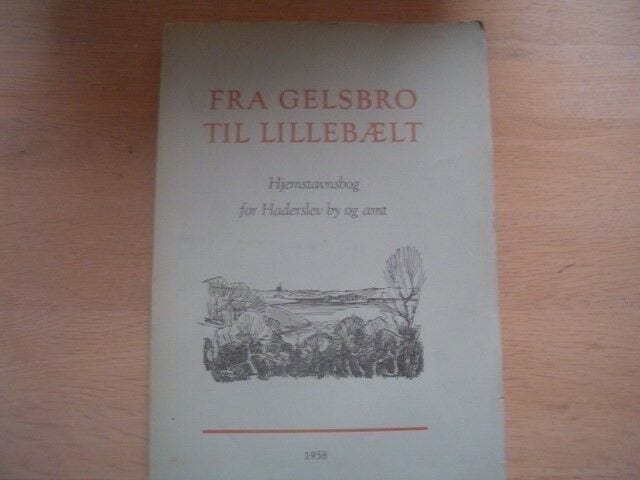 FRA GELSBRO
TIL LILLEBÆLT
Hjemstavnsbog
for Haderslev by og amt
1958